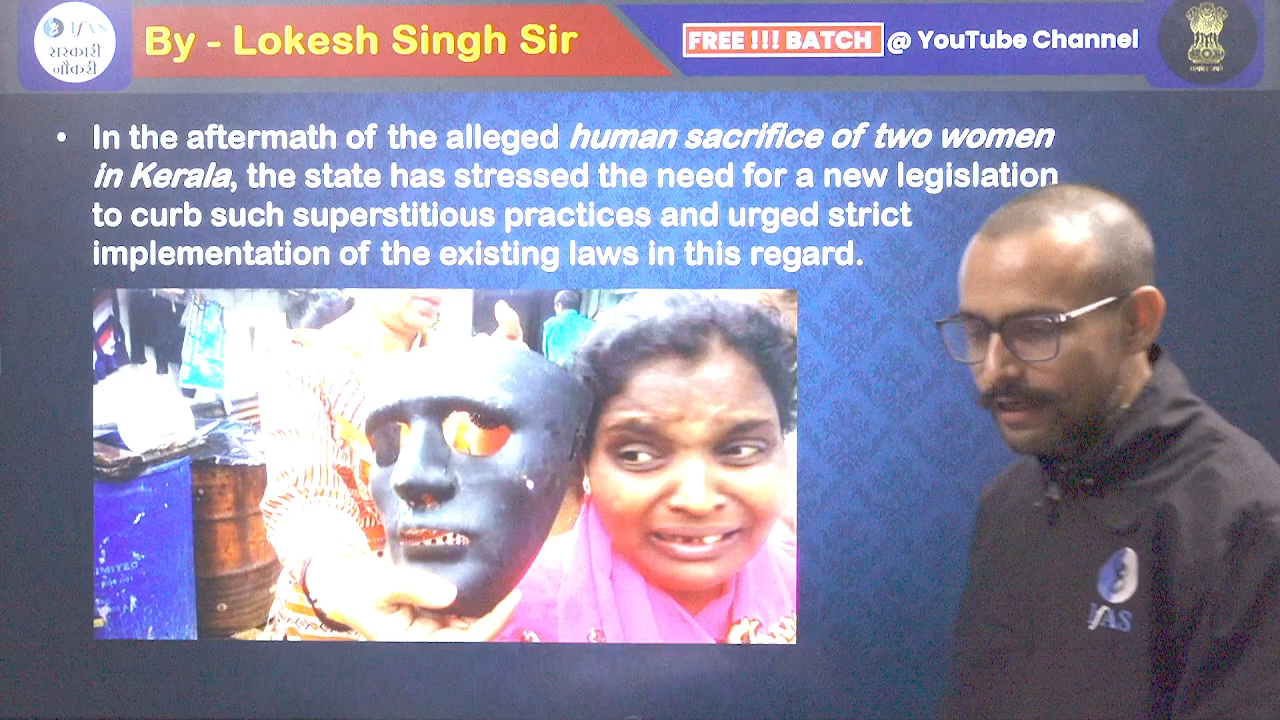 IFAS
सरकारी
नौकरी
By - Lokesh Singh Sir
FREE !!! BATCH @ YouTube Channel
• In the aftermath of the alleged human sacrifice of two women
in Kerala, the state has stressed the need for a new legislation
to curb such superstitious practices and urged strict
implementation of the existing laws in this regard.
IFAS